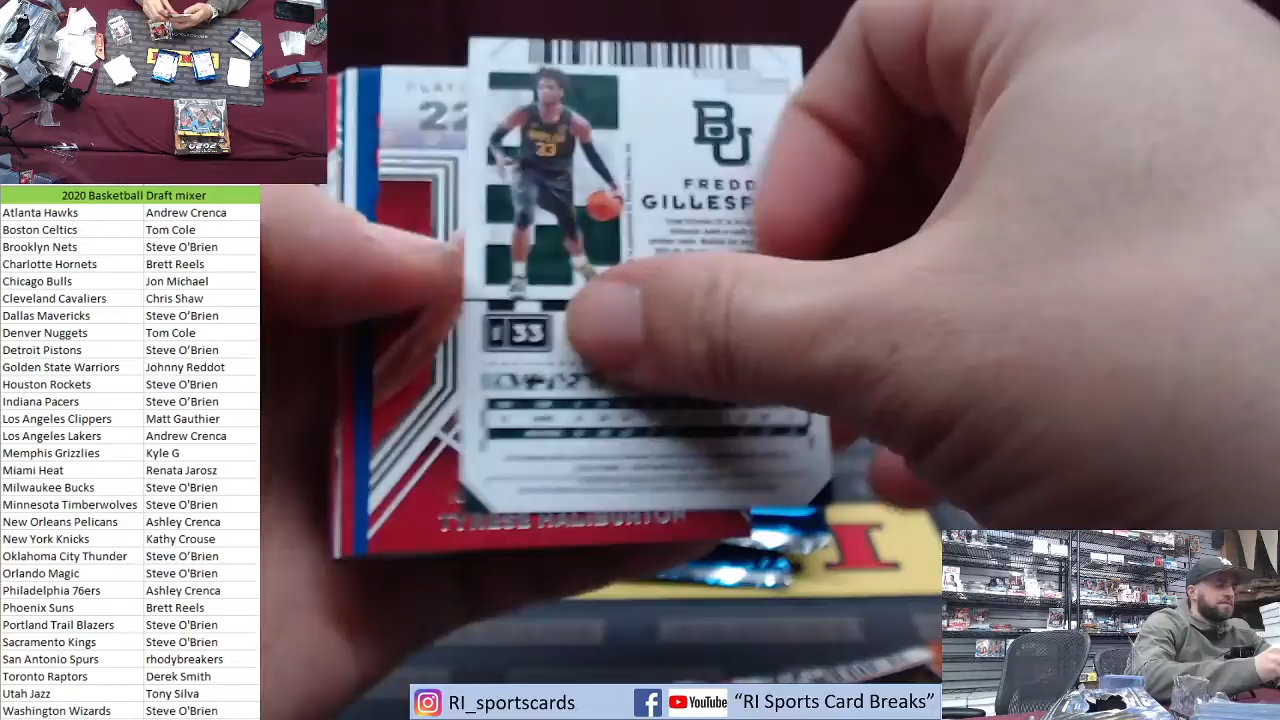 2020 Basketball Draft mixer
Atlanta Hawks Andrew Crenca
Boston Celtics Tom Cole
Brooklyn Nets Steve O'Brien
Charlotte Hornets Brett Reels
Chicago Bulls Jon Michael
Cleveland Cavaliers Chris Shaw
Dallas Mavericks Steve O'Brien
Denver Nuggets Tom Cole
Detroit Pistons Steve O'Brien
Golden State Warriors Johnny Reddot
Houston Rockets Steve O'Brien
Indiana Pacers Steve O'Brien
Los Angeles Clippers Matt Gauthier
Los Angeles Lakers Andrew Crenca
Memphis Grizzlies Kyle G
Miami Heat Renata Jarosz
Milwaukee Bucks Steve O'Brien
Minnesota Timberwolves Steve O'Brien
New Orleans Pelicans Ashley Crenca
New York Knicks Kathy Crouse
Oklahoma City Thunder Steve O'Brien
Orlando Magic Steve O'Brien
Philadelphia 76ers Ashley Crenca
Phoenix Suns Brett Reels
Portland Trail Blazers Steve O'Brien
Sacramento Kings Steve O'Brien
San Antonio Spurs rhodybreakers
Toronto Raptors Derek Smith
Utah Jazz Tony Silva
Washington Wizards Steve O'Brien
22
BU
FREDD
GILLESP
33
33
TYRESE HALIBURTON
RI_sportscards
YouTube "RI Sports Card Breaks"